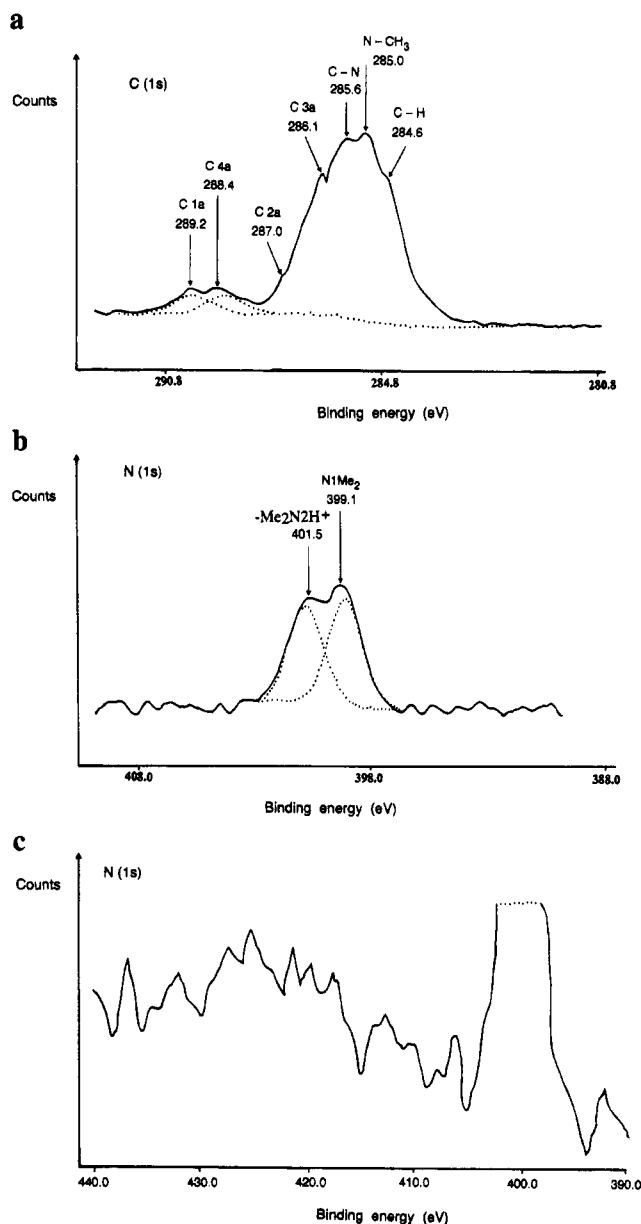 a
C (1s)
Counts
N – CH3
285.0
C – N
285.6
C 3a
286.1
C – H
284.6
C 4a
288.4
C 1a
289.2
C 2a
287.0
290.8
284.8
280.8
Binding energy (eV)
b
N (1s)
Counts
N1Me2
399.1
-Me2N2H+
401.5
408.0
398.0
388.0
Binding energy (eV)
c
N (1s)
Counts
440.0
430.0
420.0
410.0
400.0
390.0
Binding energy (eV)